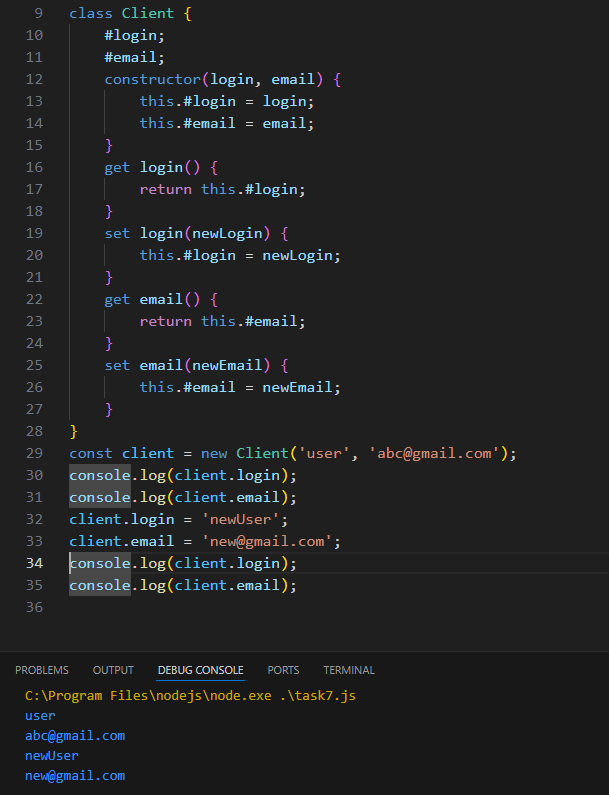 9 class Client {
10 #login;
11 #email;
12 constructor(login, email) {
13 this.#login = login;
14 this.#email = email;
15 }
16 get login() {
17 return this.#login;
18 }
19 set login(newLogin) {
20 this.#login = newLogin;
21 }
22 get email() {
23 return this.#email;
24 }
25 set email(newEmail) {
26 this.#email = newEmail;
27 }
28 }
29 const client = new Client('user', 'abc@gmail.com');
30 console.log(client.login);
31 console.log(client.email);
32 client.login = 'newUser';
33 client.email = 'new@gmail.com';
34 console.log(client.login);
35 console.log(client.email);
36
PROBLEMS OUTPUT DEBUG CONSOLE PORTS TERMINAL
C:\Program Files\nodejs\node.exe .\task7.js
user
abc@gmail.com
newUser
new@gmail.com